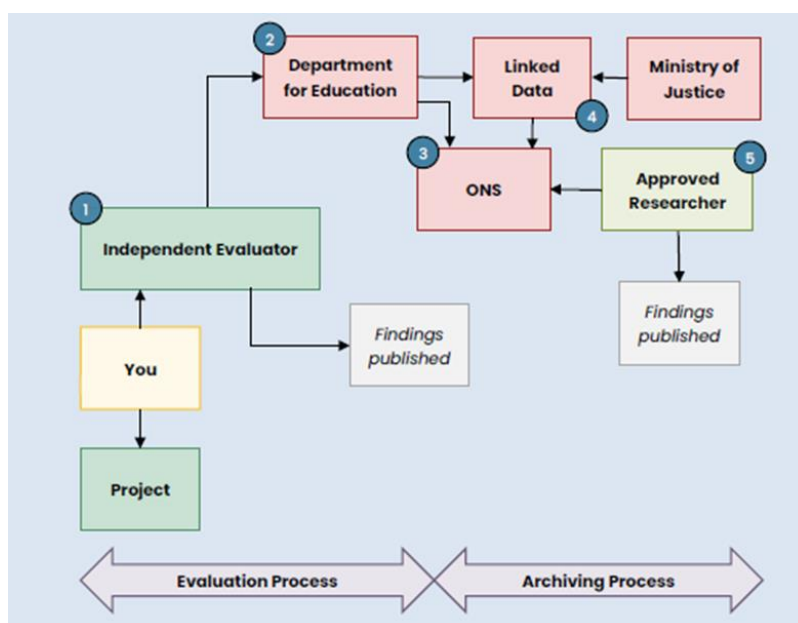 2
Department
for Education
Linked
Data
4
Ministry of
Justice
3
ONS
5
Approved
Researcher
1
Independent Evaluator
Findings
published
Findings
published
You
Project
Evaluation Process
Archiving Process